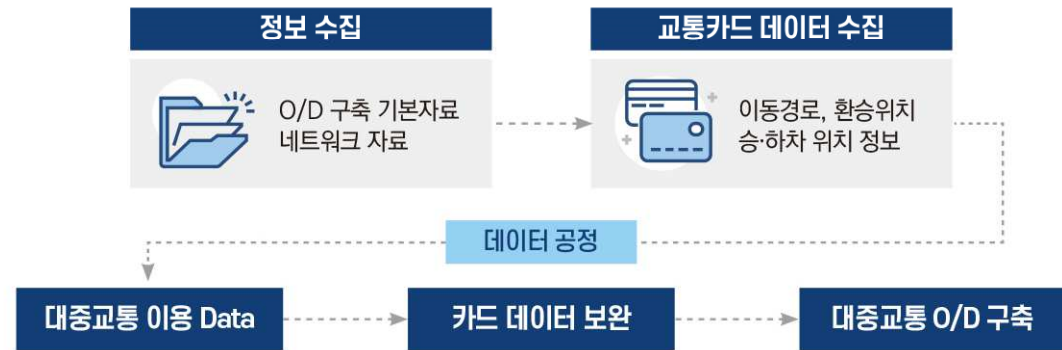 정보 수집
O/D 구축 기본자료
네트워크 자료
교통카드 데이터 수집
이동경로, 환승위치
승·하차 위치 정보
데이터 공정
대중교통 이용 Data
카드 데이터 보완
대중교통 O/D 구축